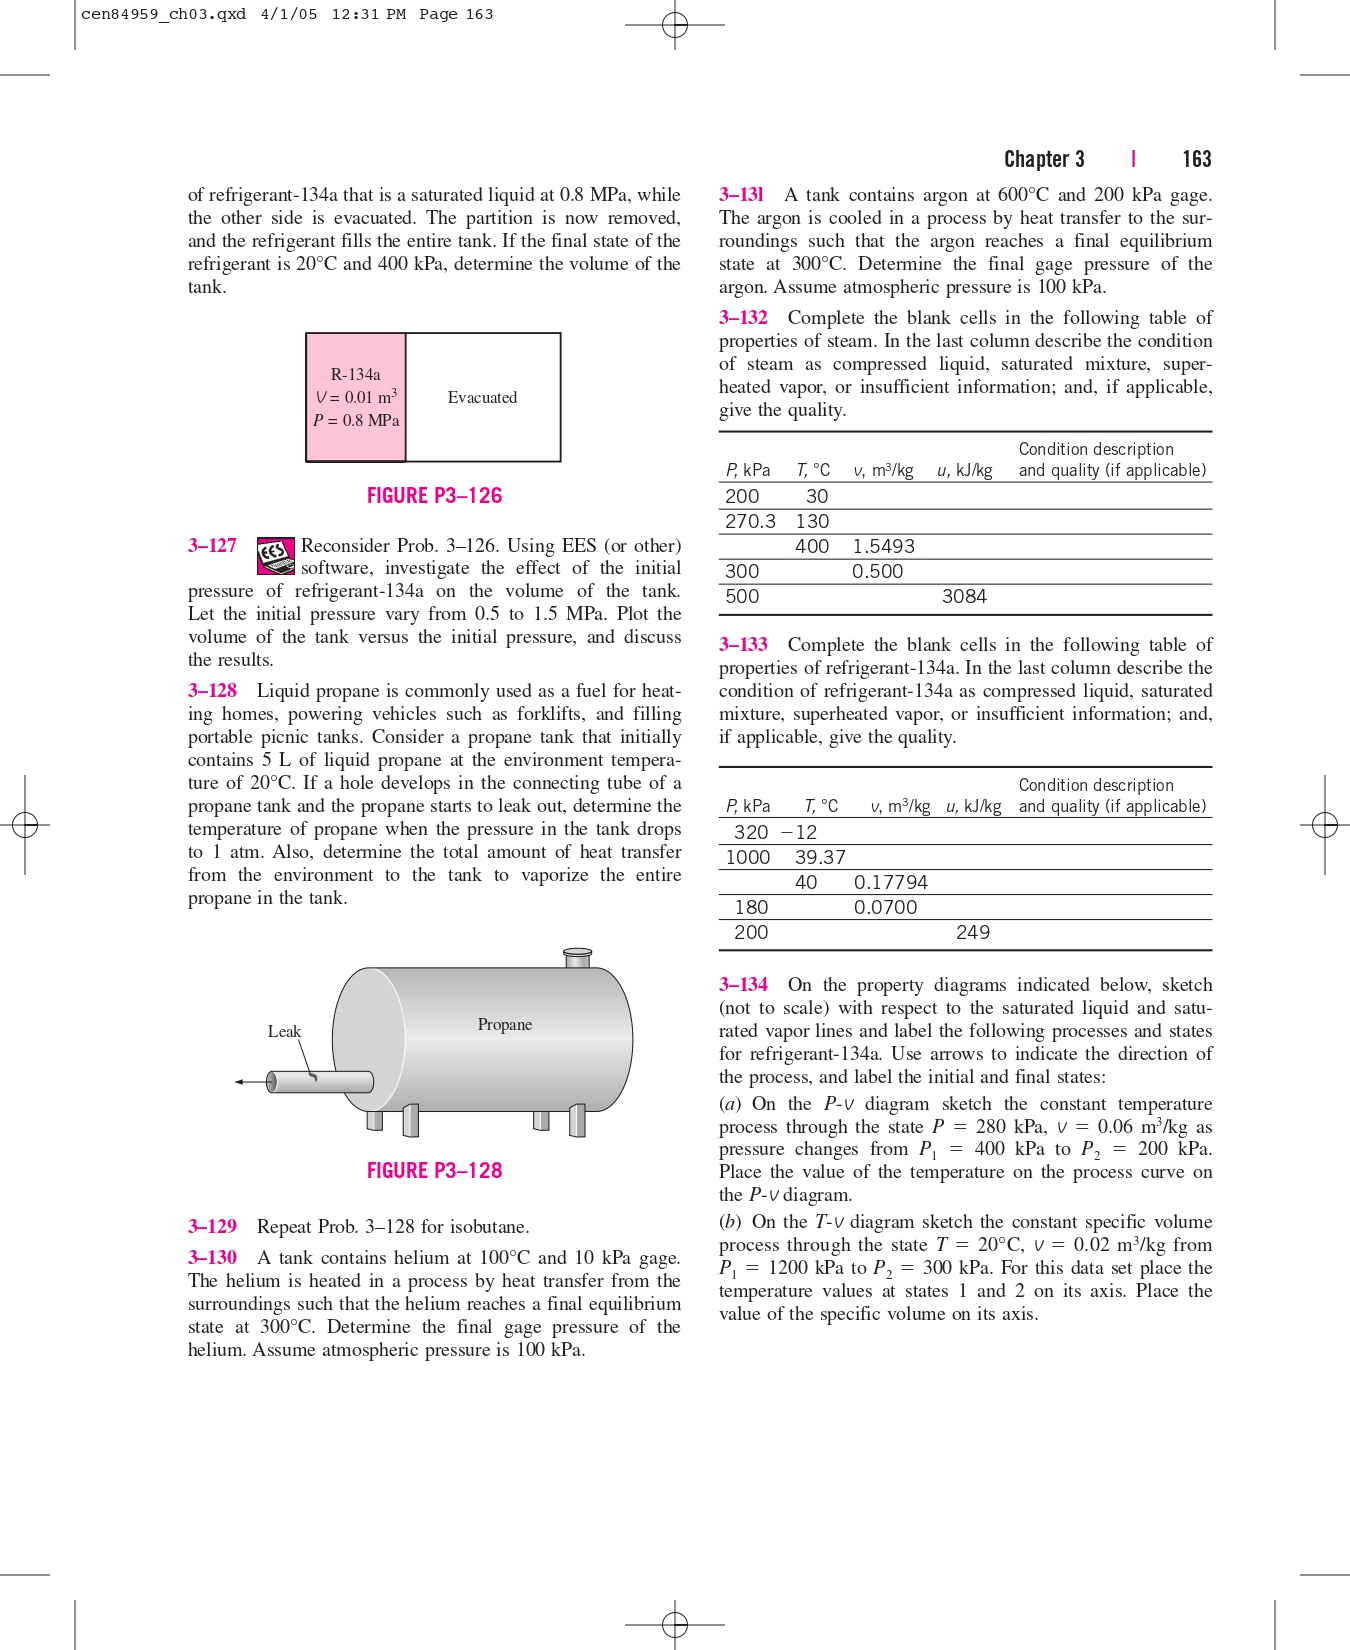 cen84959_ch03.qxd 4/1/05 12:31 PM Page 163
Chapter 3 | 163
of refrigerant-134a that is a saturated liquid at 0.8 MPa, while
the other side is evacuated. The partition is now removed,
and the refrigerant fills the entire tank. If the final state of the
refrigerant is 20°C and 400 kPa, determine the volume of the
tank.
R-134a
V = 0.01 m³
P = 0.8 MPa
Evacuated
FIGURE P3–126
3–127 EES Reconsider Prob. 3–126. Using EES (or other)
software, investigate the effect of the initial
pressure of refrigerant-134a on the volume of the tank.
Let the initial pressure vary from 0.5 to 1.5 MPa. Plot the
volume of the tank versus the initial pressure, and discuss
the results.
3–128 Liquid propane is commonly used as a fuel for heat-
ing homes, powering vehicles such as forklifts, and filling
portable picnic tanks. Consider a propane tank that initially
contains 5 L of liquid propane at the environment tempera-
ture of 20°C. If a hole develops in the connecting tube of a
propane tank and the propane starts to leak out, determine the
temperature of propane when the pressure in the tank drops
to 1 atm. Also, determine the total amount of heat transfer
from the environment to the tank to vaporize the entire
propane in the tank.
Propane
Leak
FIGURE P3–128
3–129 Repeat Prob. 3–128 for isobutane.
3–130 A tank contains helium at 100°C and 10 kPa gage.
The helium is heated in a process by heat transfer from the
surroundings such that the helium reaches a final equilibrium
state at 300°C. Determine the final gage pressure of the
helium. Assume atmospheric pressure is 100 kPa.
3–13l A tank contains argon at 600°C and 200 kPa gage.
The argon is cooled in a process by heat transfer to the sur-
roundings such that the argon reaches a final equilibrium
state at 300°C. Determine the final gage pressure of the
argon. Assume atmospheric pressure is 100 kPa.
3–132 Complete the blank cells in the following table of
properties of steam. In the last column describe the condition
of steam as compressed liquid, saturated mixture, super-
heated vapor, or insufficient information; and, if applicable,
give the quality.
Condition description
P, kPa T, °C v, m³/kg u, kJ/kg and quality (if applicable)
200 30
270.3 130
400 1.5493
300 0.500
500 3084
3–133 Complete the blank cells in the following table of
properties of refrigerant-134a. In the last column describe the
condition of refrigerant-134a as compressed liquid, saturated
mixture, superheated vapor, or insufficient information; and,
if applicable, give the quality.
Condition description
P, kPa T, °C v, m³/kg u, kJ/kg and quality (if applicable)
320 −12
1000 39.37
40 0.17794
180 0.0700
200 249
3–134 On the property diagrams indicated below, sketch
(not to scale) with respect to the saturated liquid and satu-
rated vapor lines and label the following processes and states
for refrigerant-134a. Use arrows to indicate the direction of
the process, and label the initial and final states:
(a) On the P-v diagram sketch the constant temperature
process through the state P = 280 kPa, v = 0.06 m³/kg as
pressure changes from P₁ = 400 kPa to P₂ = 200 kPa.
Place the value of the temperature on the process curve on
the P-v diagram.
(b) On the T-v diagram sketch the constant specific volume
process through the state T = 20°C, v = 0.02 m³/kg from
P₁ = 1200 kPa to P₂ = 300 kPa. For this data set place the
temperature values at states 1 and 2 on its axis. Place the
value of the specific volume on its axis.